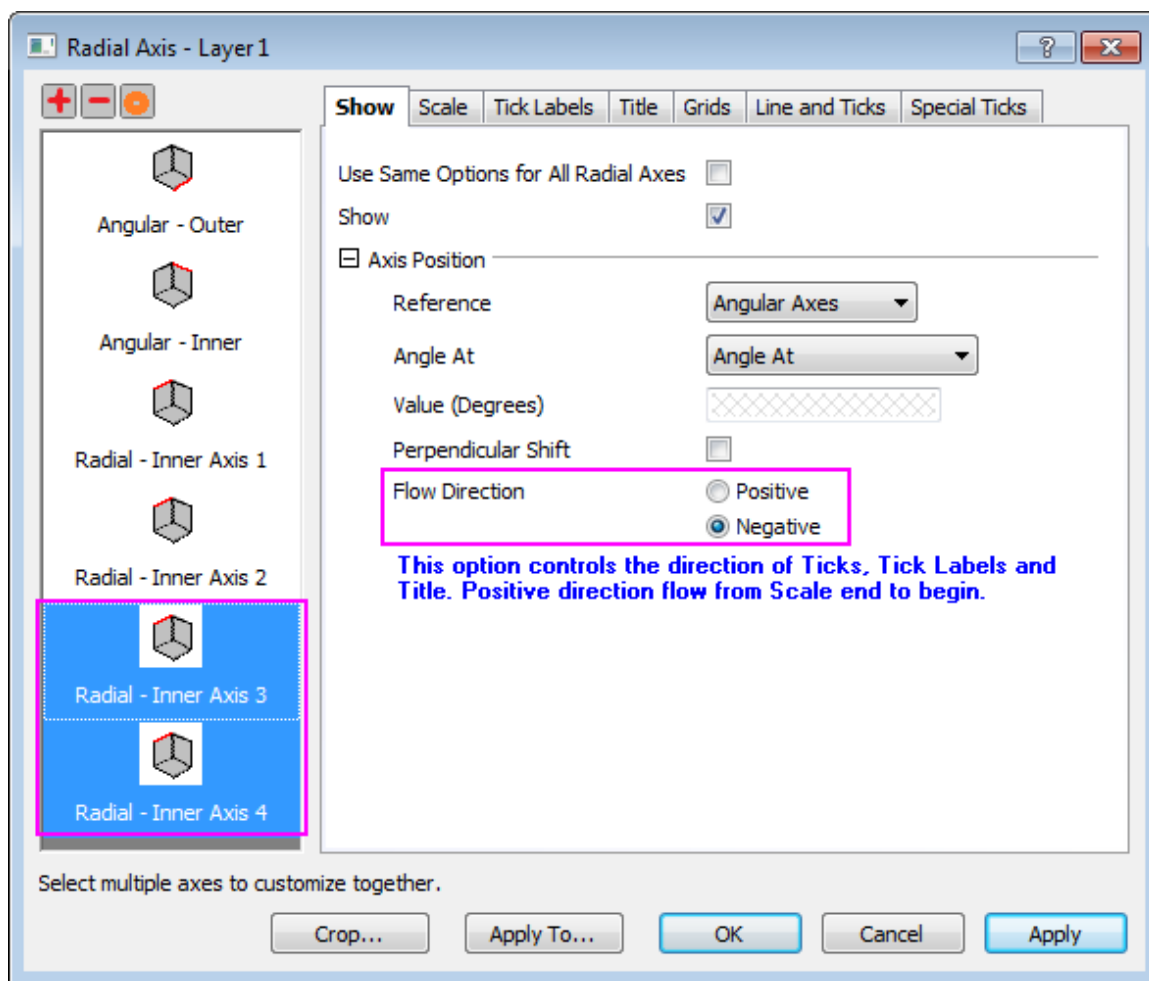 Radial Axis - Layer 1
Show Scale Tick Labels Title Grids Line and Ticks Special Ticks
Angular - Outer
Angular - Inner
Radial - Inner Axis 1
Radial - Inner Axis 2
Radial - Inner Axis 3
Radial - Inner Axis 4
Use Same Options for All Radial Axes
Show
Axis Position
Reference Angular Axes
Angle At Angle At
Value (Degrees)
Perpendicular Shift
Flow Direction Positive
Negative
This option controls the direction of Ticks, Tick Labels and
Title. Positive direction flow from Scale end to begin.
Select multiple axes to customize together.
Crop... Apply To... OK Cancel Apply